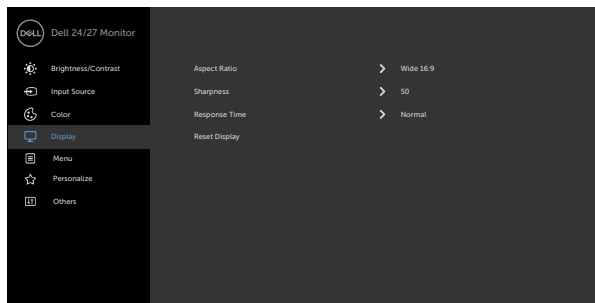 DELL Dell 24/27 Monitor
Brightness/Contrast
Input Source
Color
Display
Menu
Personalize
Others
Aspect Ratio Wide 16:9
Sharpness 50
Response Time Normal
Reset Display